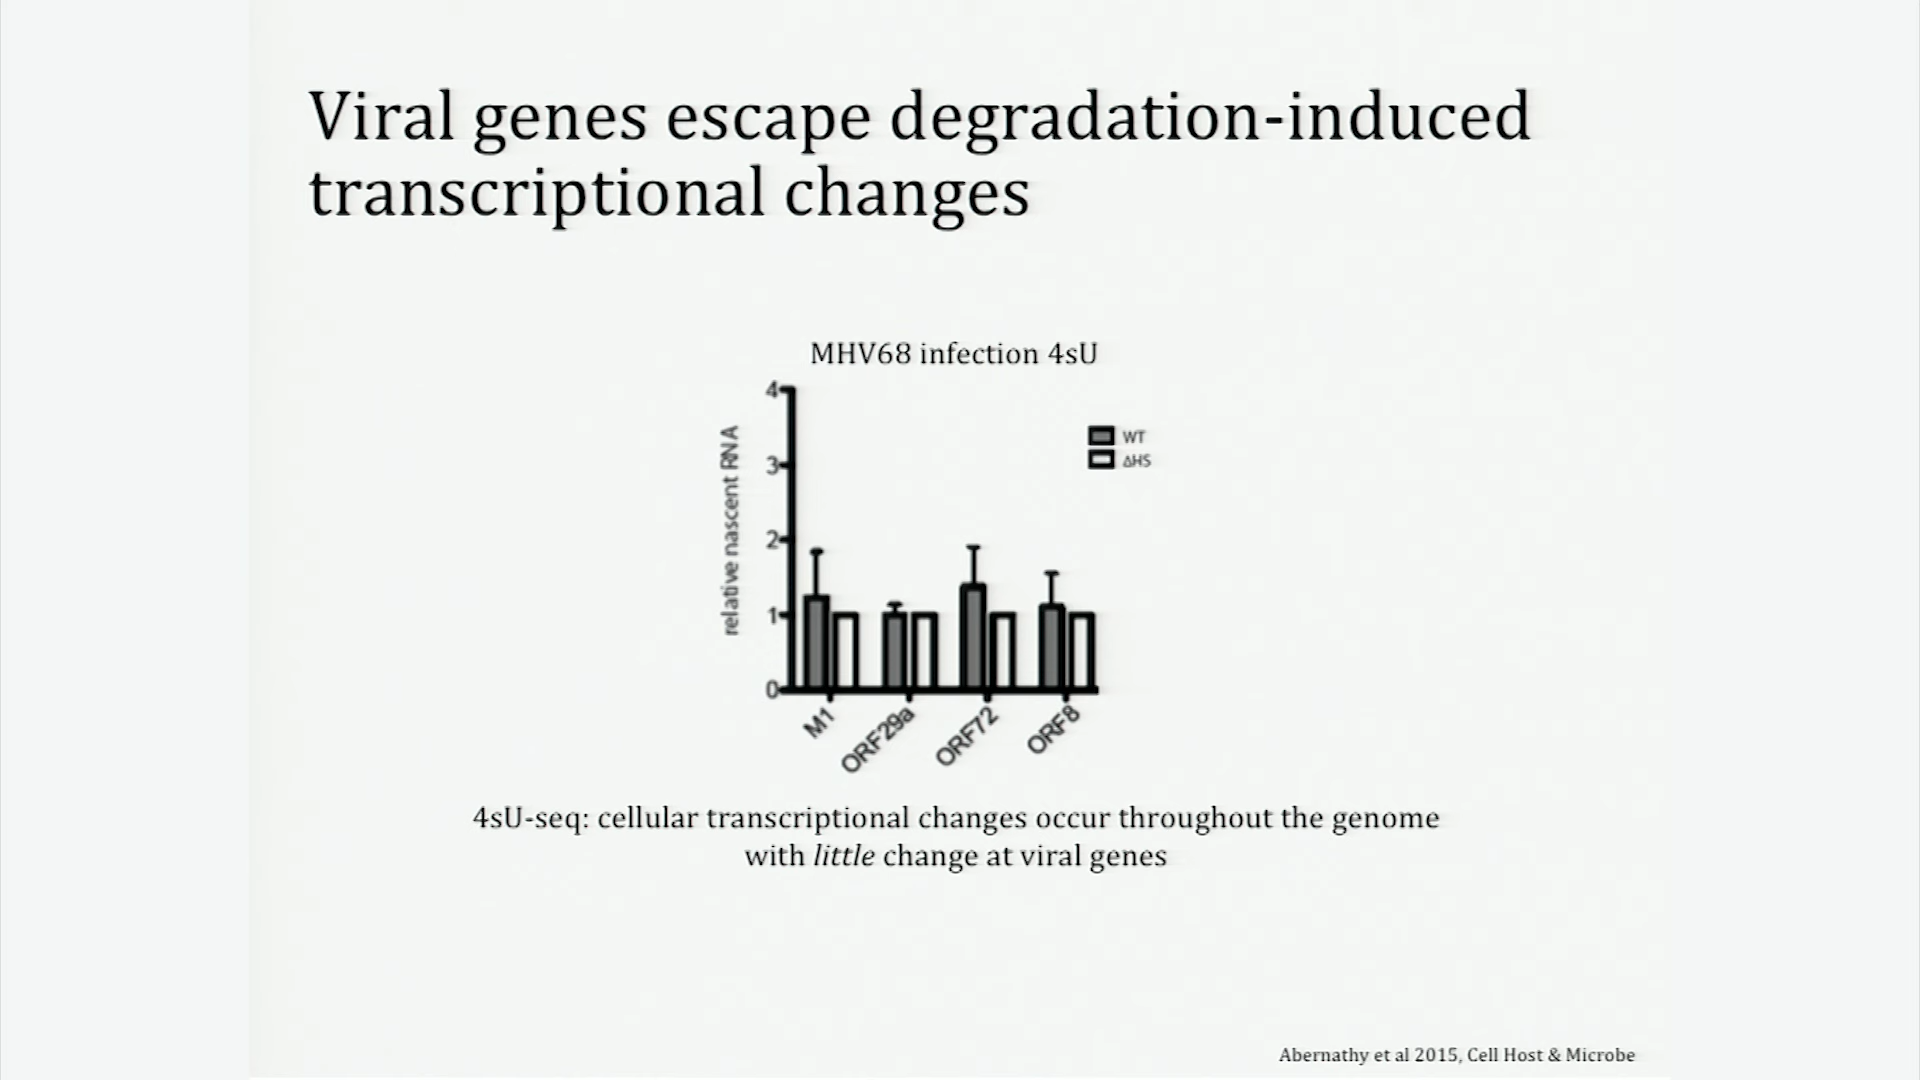 Viral genes escape degradation-induced
transcriptional changes
MHV68 infection 4sU
4
3
2
1
0
relative nascent RNA
WT
ΔHS
M1
ORF29a
ORF72
ORF8
4sU-seq: cellular transcriptional changes occur throughout the genome
with little change at viral genes
Abernathy et al 2015, Cell Host & Microbe